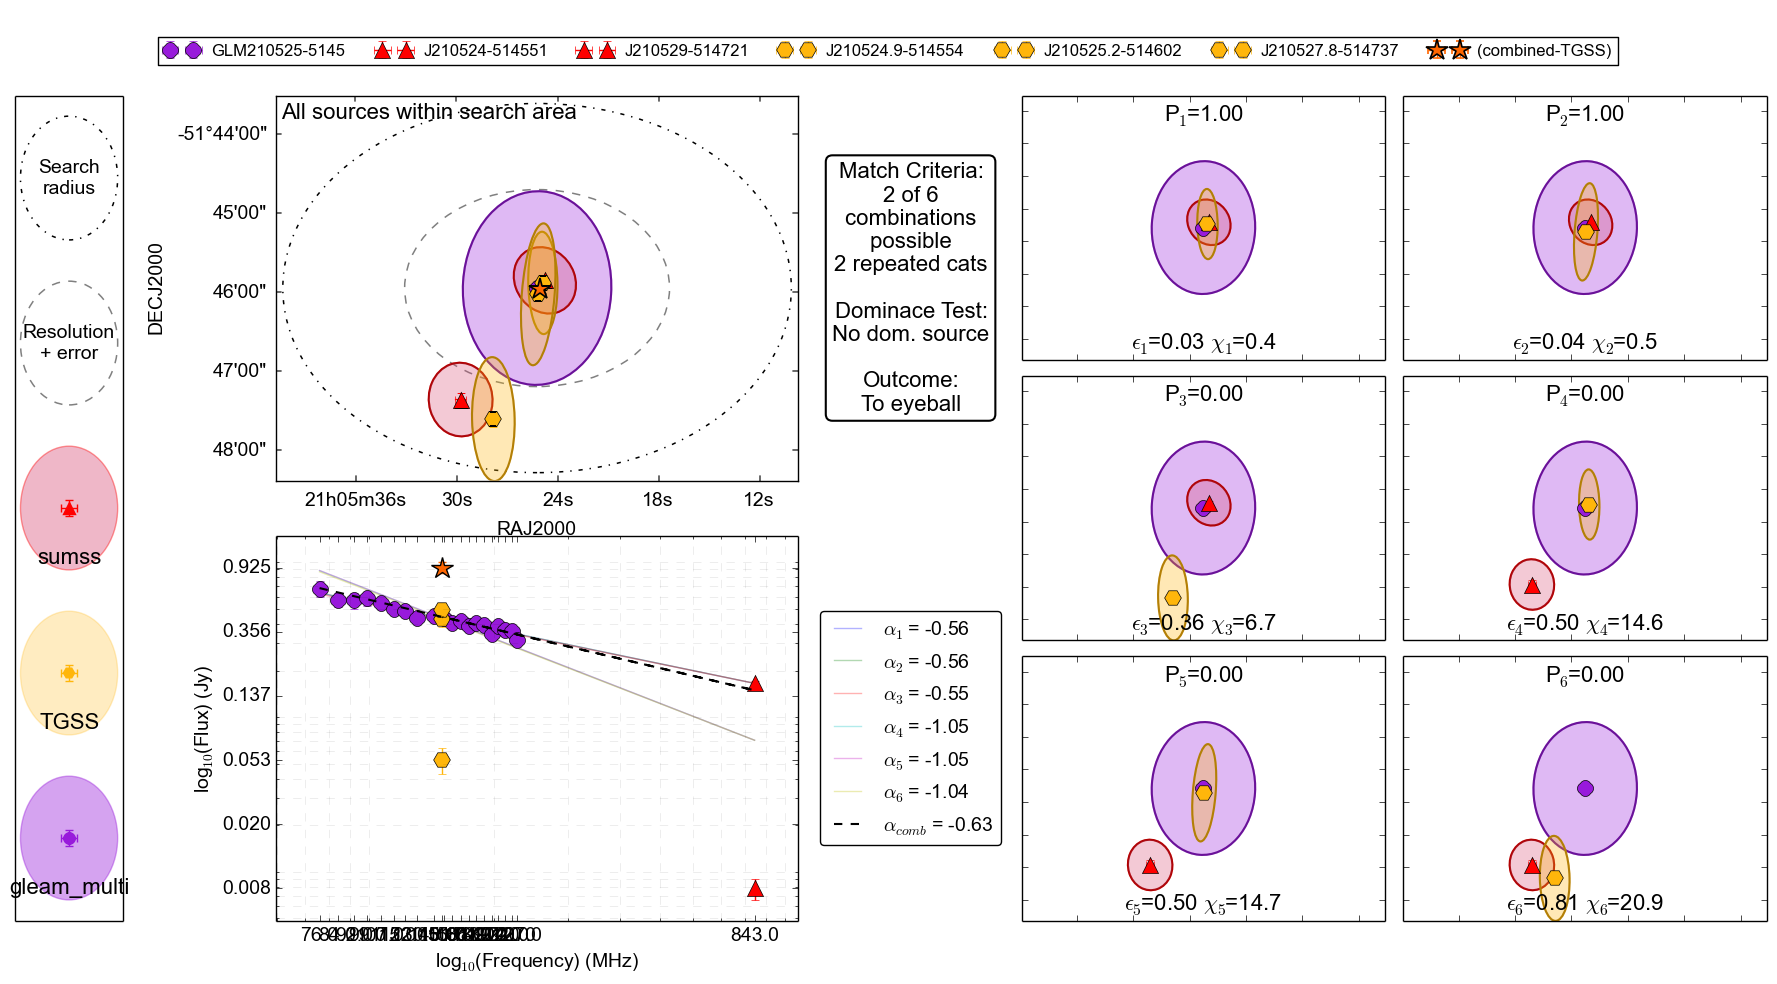 GLM210525-5145 J210524-514551 J210529-514721 J210524.9-514554 J210525.2-514602 J210527.8-514737 (combined-TGSS)
Search
radius
Resolution
+ error
sumss
TGSS
gleam_multi
All sources within search area
DECJ2000
-51°44'00"
45'00"
46'00"
47'00"
48'00"
21h05m36s 30s 24s 18s 12s
RAJ2000
Match Criteria:
2 of 6
combinations
possible
2 repeated cats
Dominace Test:
No dom. source
Outcome:
To eyeball
log₁₀(Flux) (Jy)
0.925
0.356
0.137
0.053
0.020
0.008
843.0
log₁₀(Frequency) (MHz)
α₁ = -0.56
α₂ = -0.56
α₃ = -0.55
α₄ = -1.05
α₅ = -1.05
α₆ = -1.04
α_comb = -0.63
P₁=1.00
ϵ₁=0.03 χ₁=0.4
P₂=1.00
ϵ₂=0.04 χ₂=0.5
P₃=0.00
ϵ₃=0.36 χ₃=6.7
P₄=0.00
ϵ₄=0.50 χ₄=14.6
P₅=0.00
ϵ₅=0.50 χ₅=14.7
P₆=0.00
ϵ₆=0.81 χ₆=20.9